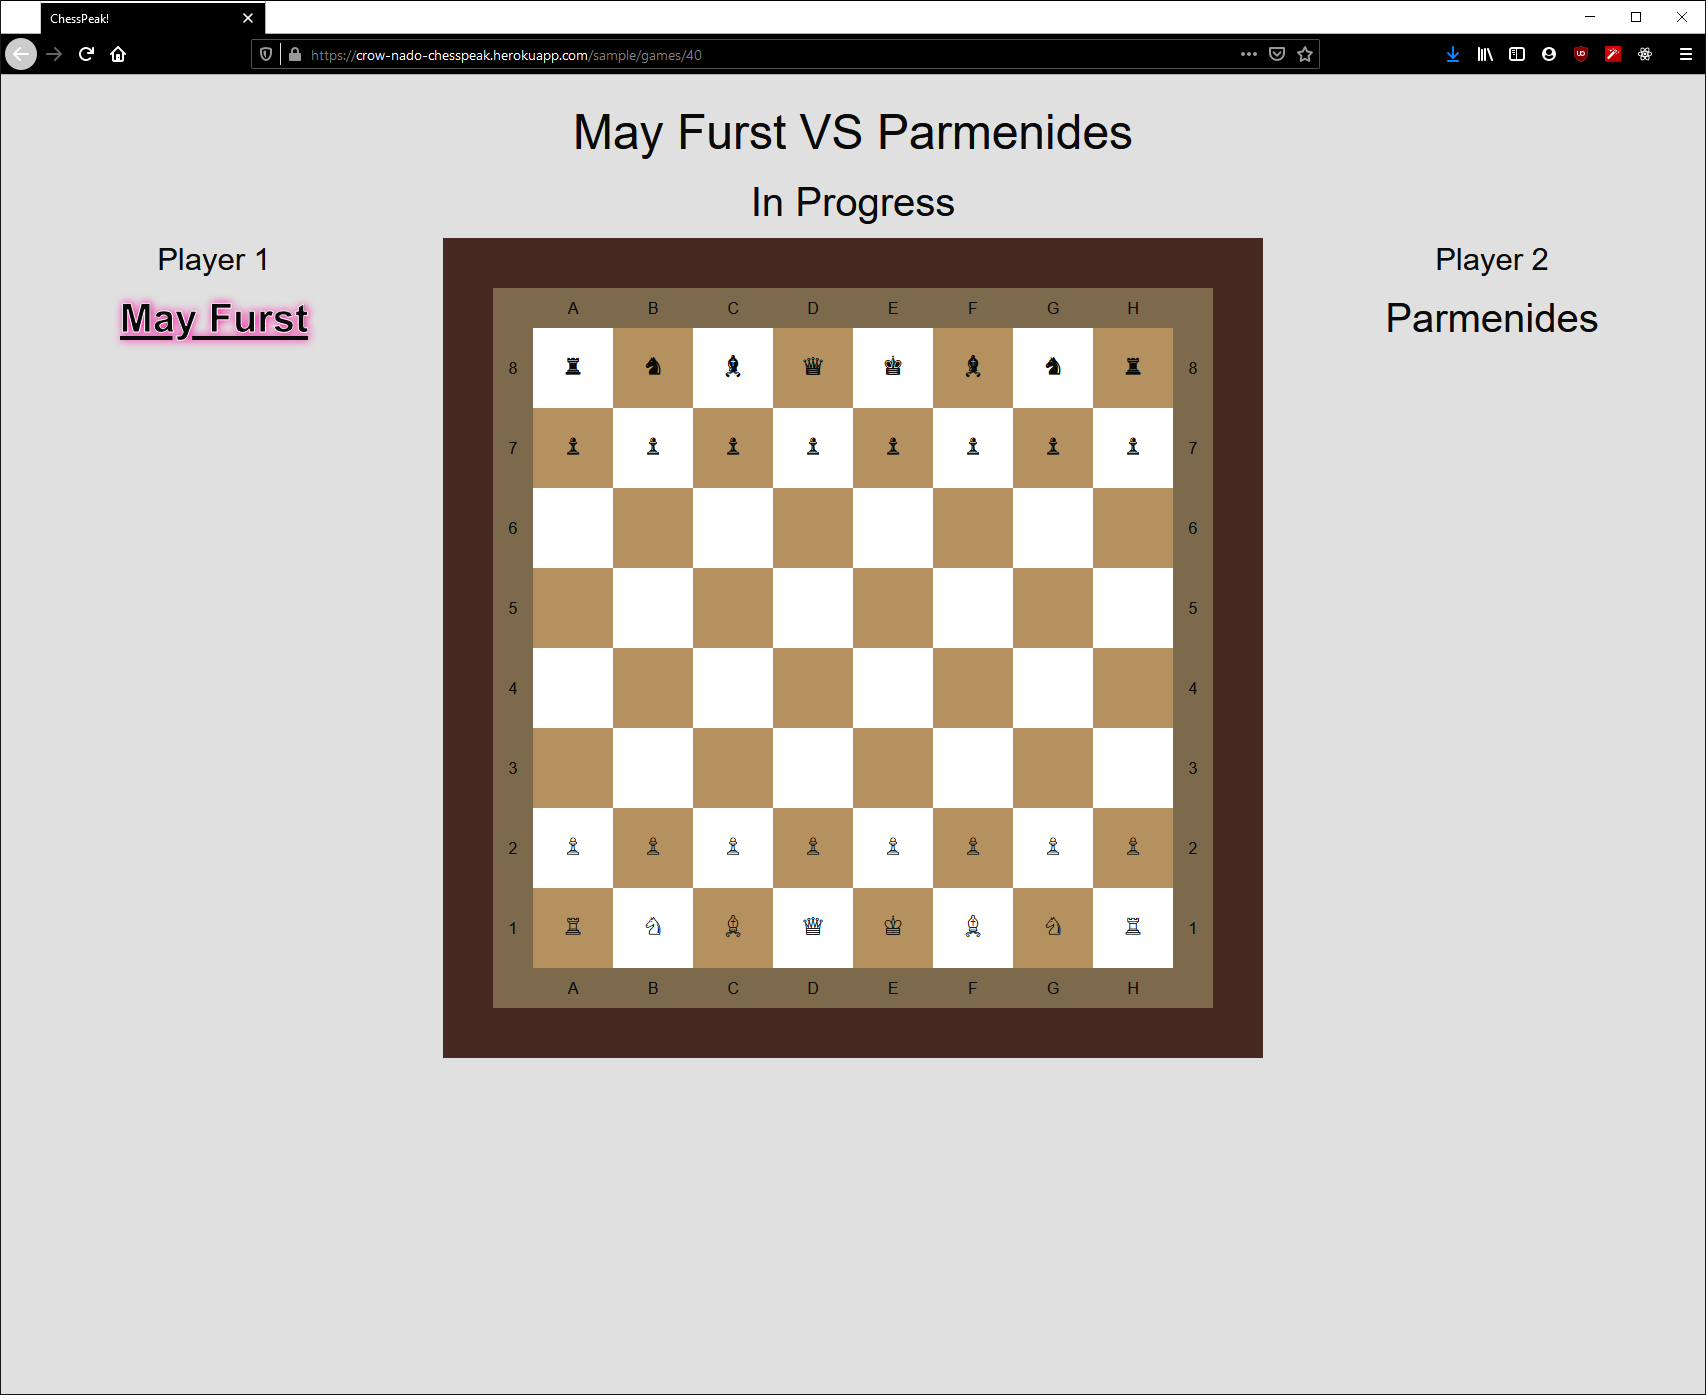 ChessPeak!
https://crow-nado-chesspeak.herokuapp.com/sample/games/40
May Furst VS Parmenides
In Progress
Player 1
May Furst
Player 2
Parmenides
A B C D E F G H
8 8
7 7
6 6
5 5
4 4
3 3
2 2
1 1
A B C D E F G H